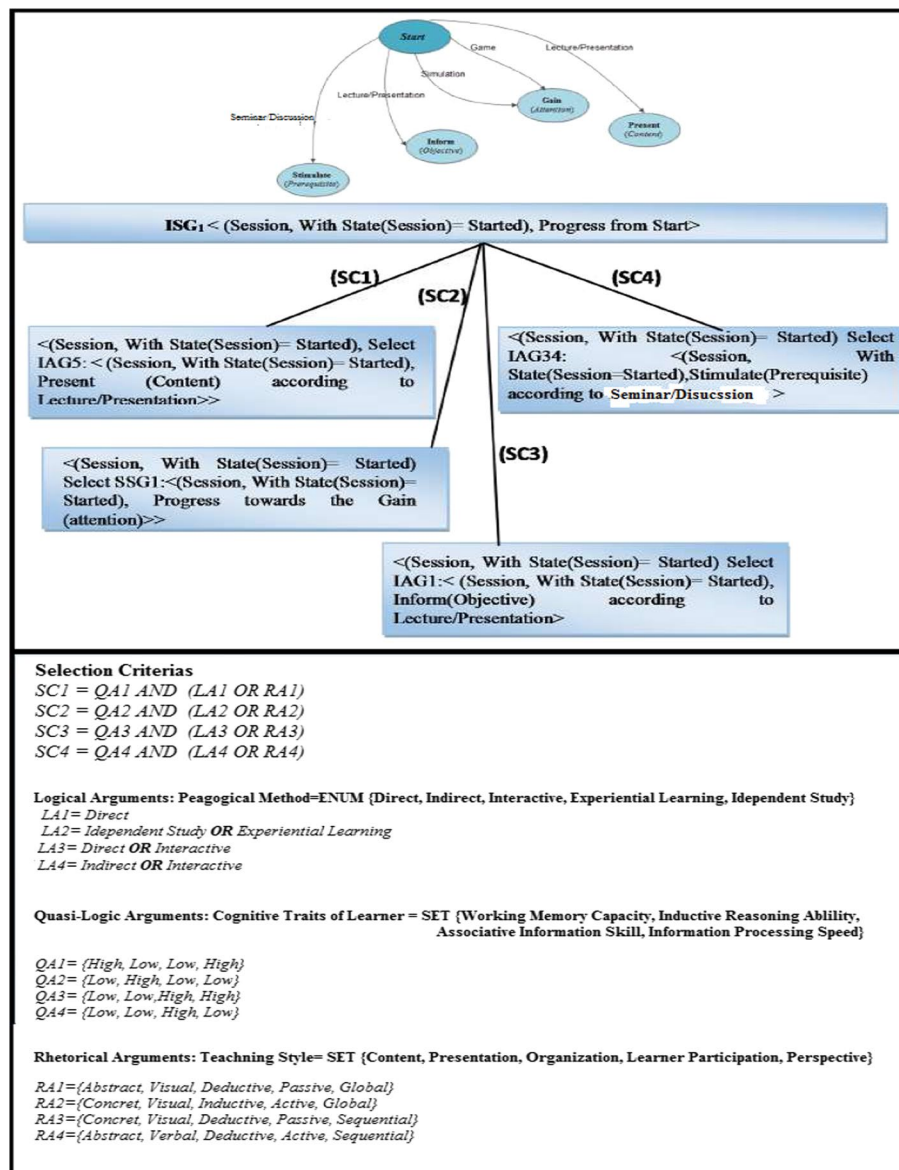 Start
Game
Lecture/Presentation
Simulation
Lecture/Presentation
Seminar/Discussion
Gain
(Attention)
Present
(Content)
Inform
(Objective)
Stimulate
(Prerequisite)
ISG1 < (Session, With State(Session)= Started), Progress from Start>
(SC1)
(SC2)
(SC4)
<(Session, With State(Session)= Started), Select
IAG5: < (Session, With State(Session)= Started),
Present (Content) according to
Lecture/Presentation>>
<(Session, With State(Session)= Started) Select
IAG34: <(Session, With
State(Session=Started),Stimulate(Prerequisite)
according to Seminar/Disucssion >
(SC3)
<(Session, With State(Session)= Started)
Select SSG1:<(Session, With State(Session)=
Started), Progress towards the Gain
(attention)>>
<(Session, With State(Session)= Started) Select
IAG1:< (Session, With State(Session)= Started),
Inform(Objective) according to
Lecture/Presentation>
Selection Criterias
SC1 = QA1 AND (LA1 OR RA1)
SC2 = QA2 AND (LA2 OR RA2)
SC3 = QA3 AND (LA3 OR RA3)
SC4 = QA4 AND (LA4 OR RA4)
Logical Arguments: Peagogical Method=ENUM {Direct, Indirect, Interactive, Experiential Learning, Idependent Study}
LA1= Direct
LA2= Idependent Study OR Experiential Learning
LA3= Direct OR Interactive
LA4= Indirect OR Interactive
Quasi-Logic Arguments: Cognitive Traits of Learner = SET {Working Memory Capacity, Inductive Reasoning Ablility,
Associative Information Skill, Information Processing Speed}
QA1= {High, Low, Low, High}
QA2= {Low, High, Low, Low}
QA3= {Low, Low,High, High}
QA4= {Low, Low, High, Low}
Rhetorical Arguments: Teachning Style= SET {Content, Presentation, Organization, Learner Participation, Perspective}
RA1={Abstract, Visual, Deductive, Passive, Global}
RA2={Concret, Visual, Inductive, Active, Global}
RA3={Concret, Visual, Deductive, Passive, Sequential}
RA4={Abstract, Verbal, Deductive, Active, Sequential}